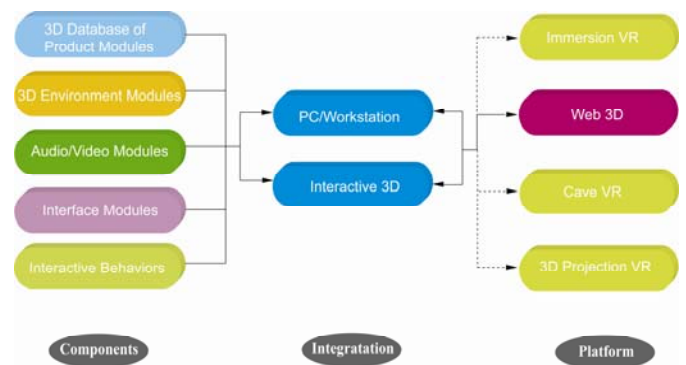 3D Database of
Product Modules
3D Environment Modules
Audio/Video Modules
Interface Modules
Interactive Behaviors
Components
PC/Workstation
Interactive 3D
Integratation
Immersion VR
Web 3D
Cave VR
3D Projection VR
Platform